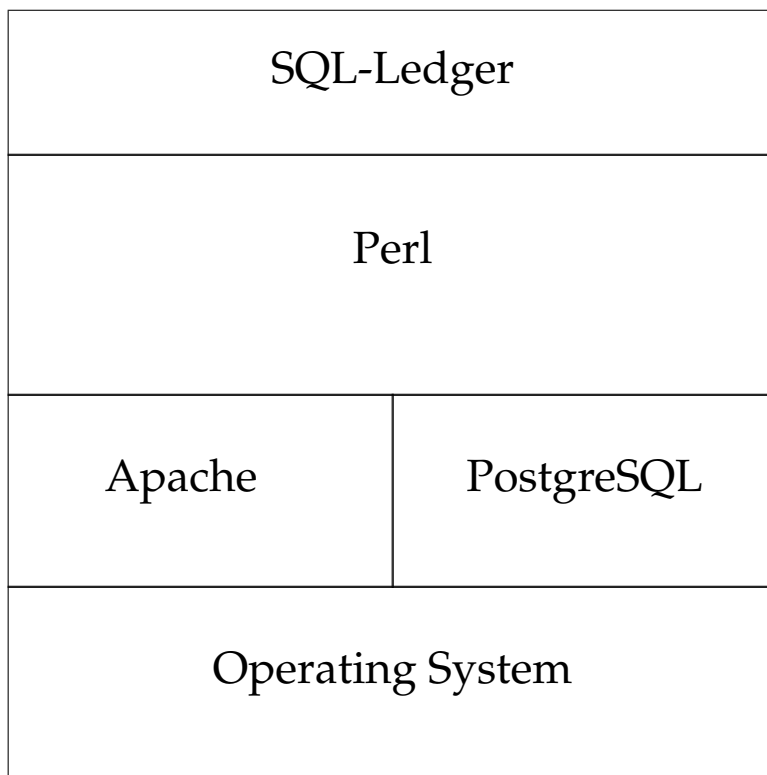 SQL-Ledger
Perl
Apache
PostgreSQL
Operating System